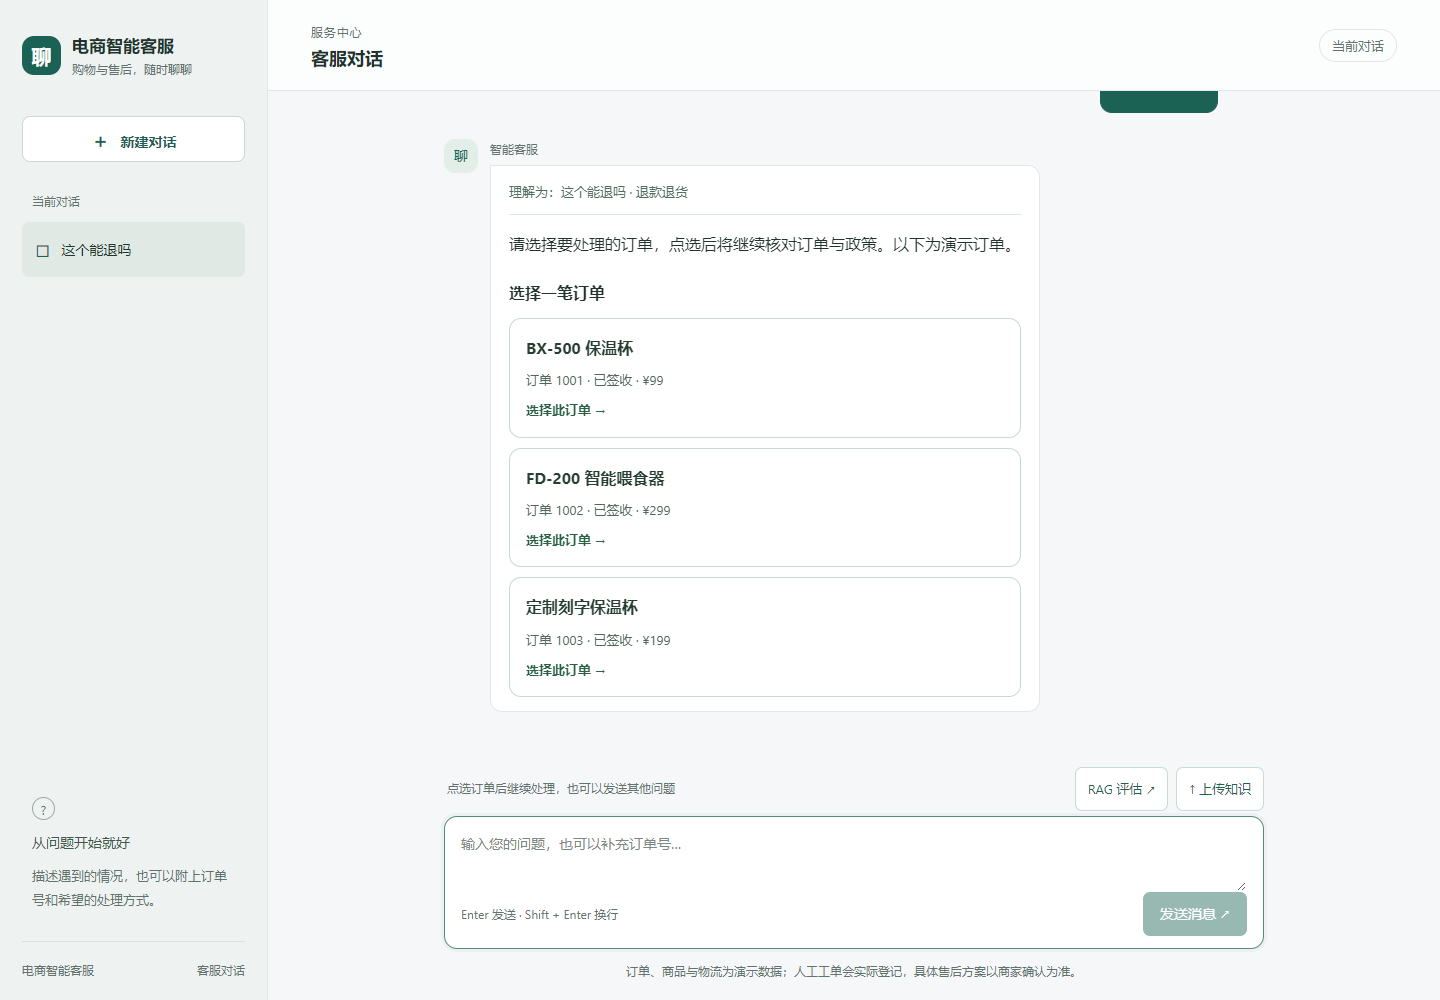 聊
电商智能客服
购物与售后，随时聊聊
+ 新建对话
当前对话
这个能退吗
?
从问题开始就好
描述遇到的情况，也可以附上订单
号和希望的处理方式。
电商智能客服
客服对话
服务中心
客服对话
当前对话
聊
智能客服
理解为：这个能退吗 · 退款退货
请选择要处理的订单，点选后将继续核对订单与政策。以下为演示订单。
选择一笔订单
BX-500 保温杯
订单 1001 · 已签收 · ¥99
选择此订单 →
FD-200 智能喂食器
订单 1002 · 已签收 · ¥299
选择此订单 →
定制刻字保温杯
订单 1003 · 已签收 · ¥199
选择此订单 →
点选订单后继续处理，也可以发送其他问题
RAG 评估 ↗
↑ 上传知识
输入您的问题，也可以补充订单号...
Enter 发送 · Shift + Enter 换行
发送消息 ↗
订单、商品与物流为演示数据；人工工单会实际登记，具体售后方案以商家确认为准。